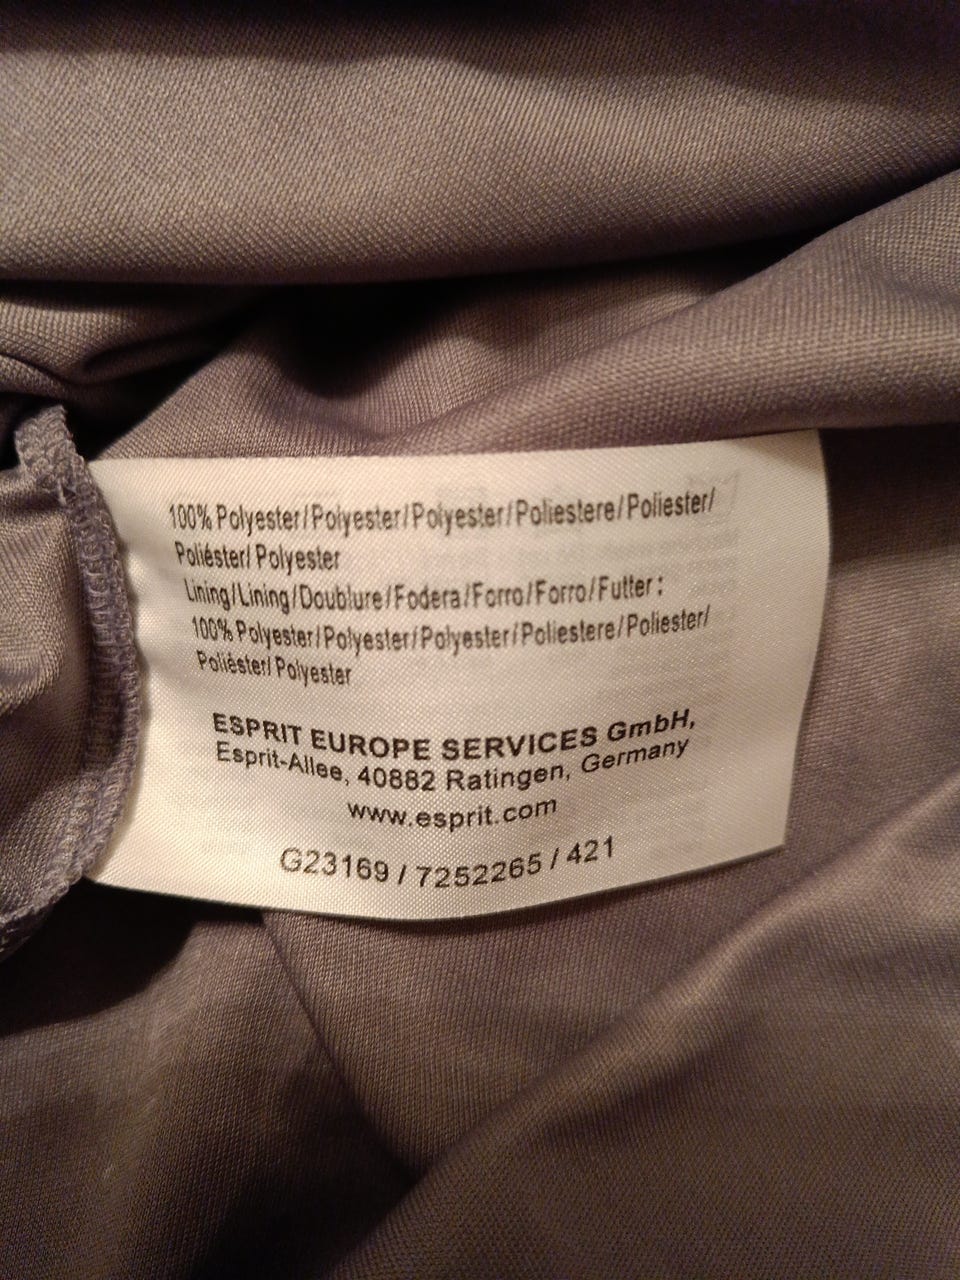 100% Polyester/Polyester/Polyester/Poliestere/Poliester/
Poliéster/Polyester
Lining/Lining/Doublure/Fodera/Forro/Forro/Futter:
100% Polyester/Polyester/Polyester/Poliestere/Poliester/
Poliéster/Polyester
ESPRIT EUROPE SERVICES GmbH,
Esprit-Allee, 40882 Ratingen, Germany
www.esprit.com
G23169 / 7252265 / 421